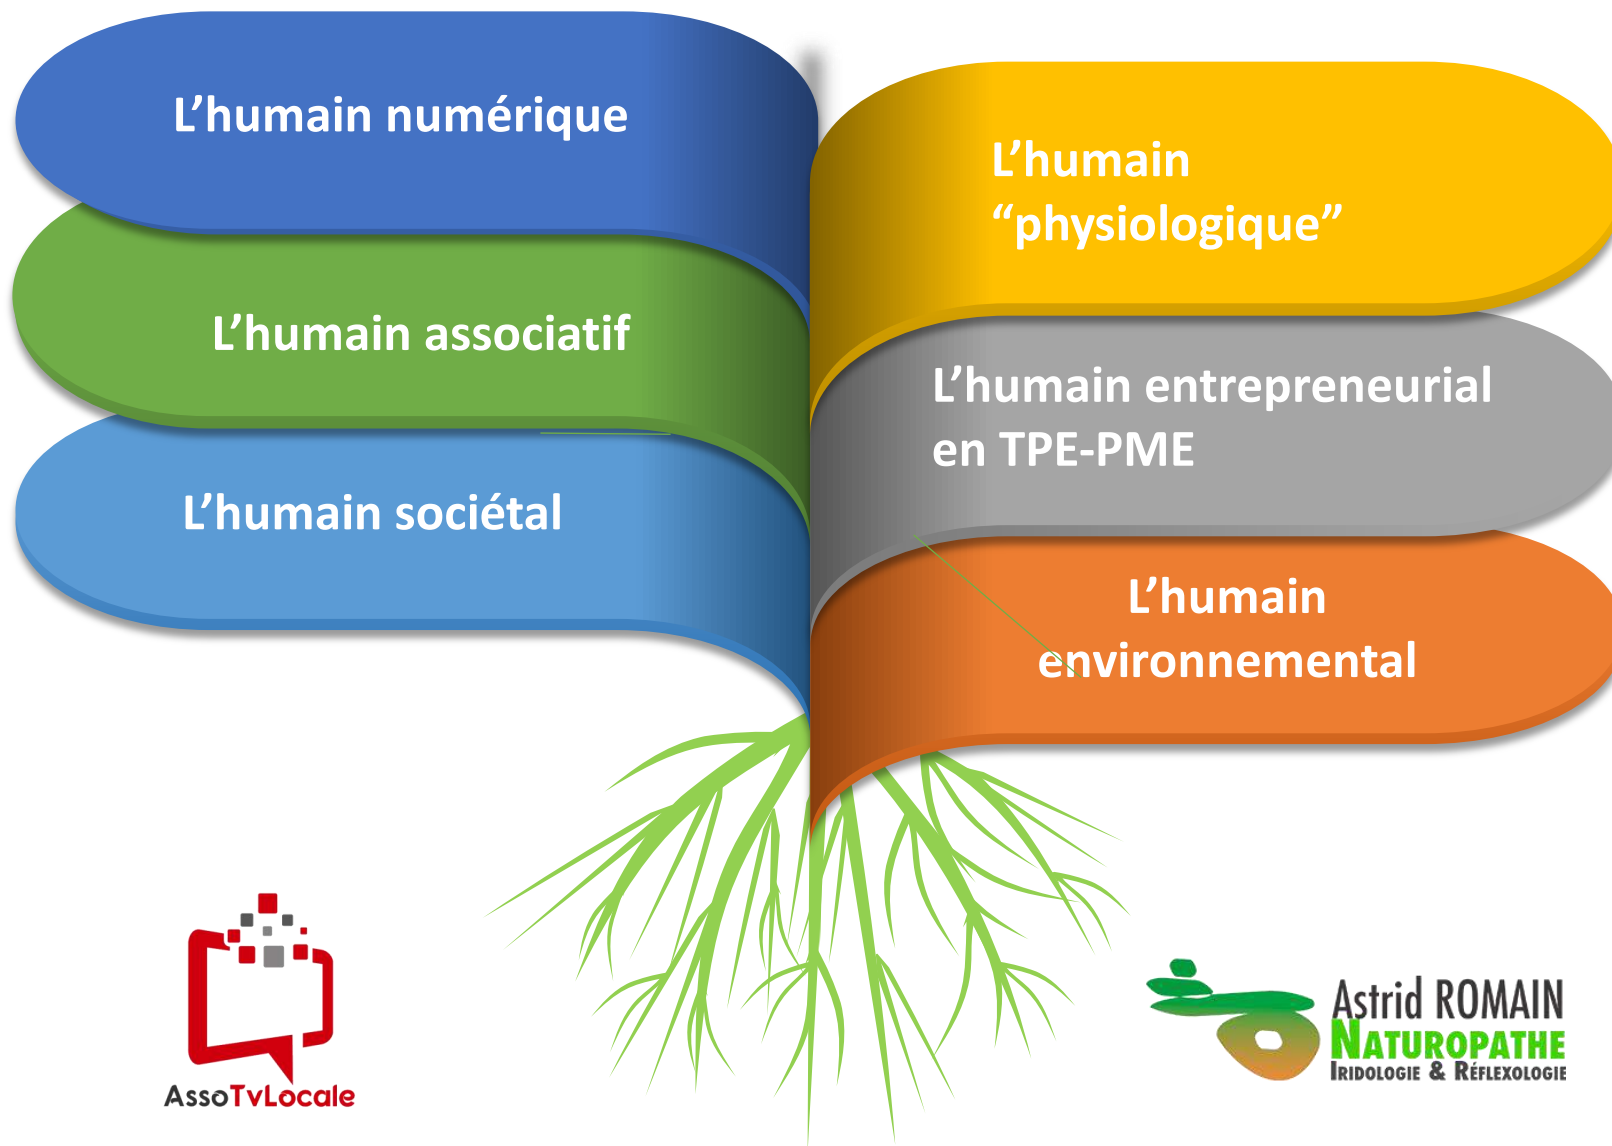 L’humain numérique
L’humain associatif
L’humain sociétal
L’humain
“physiologique”
L’humain entrepreneurial
en TPE-PME
L’humain
environnemental
AssoTvLocale
Astrid ROMAIN
NATUROPATHE
IRIDOLOGIE & RÉFLEXOLOGIE